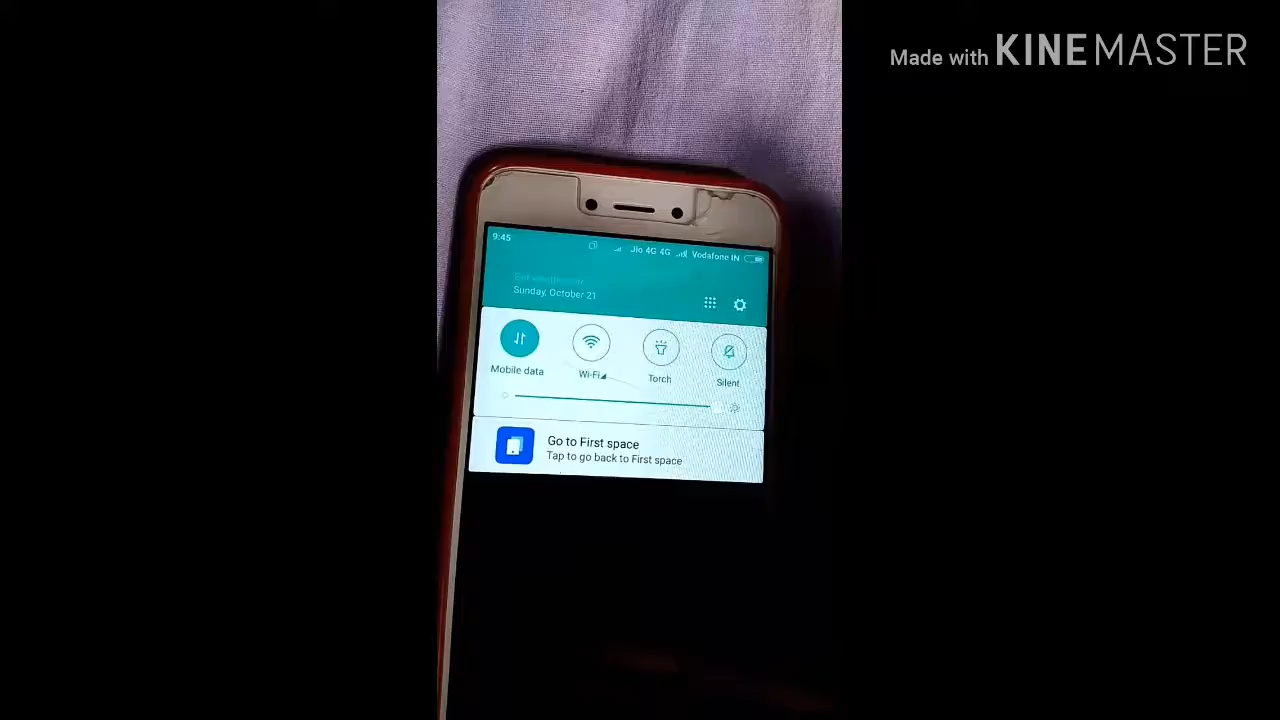 Made with KINEMASTER
9:45
Jio 4G 4G
Vodafone IN
Sunday, October 21
Mobile data
Wi-Fi
Torch
Silent
Go to First space
Tap to go back to First space